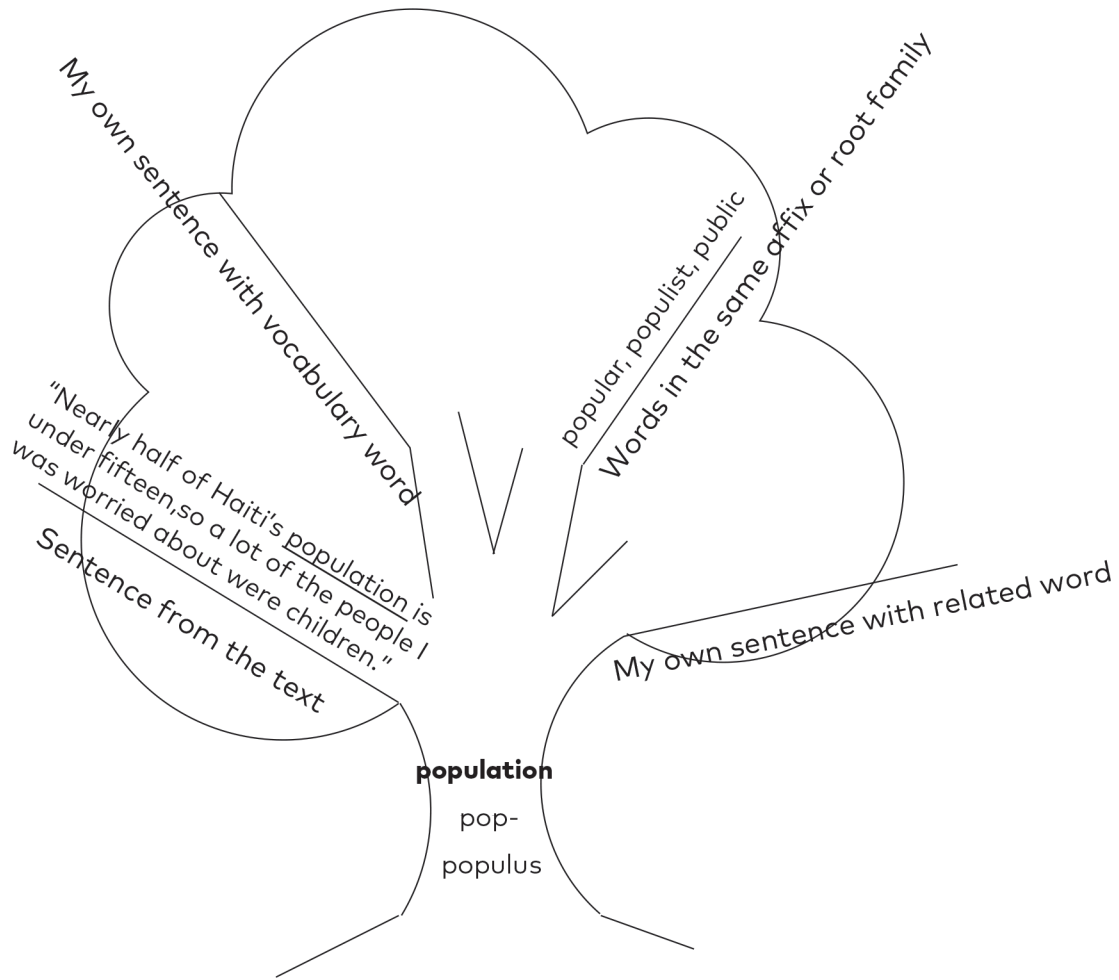 My own sentence with vocabulary word
popular, populist, public
Words in the same affix or root family
"Nearly half of Haiti's population is
under fifteen,so a lot of the people I
was worried about were children."
Sentence from the text
My own sentence with related word
population
pop-
populus